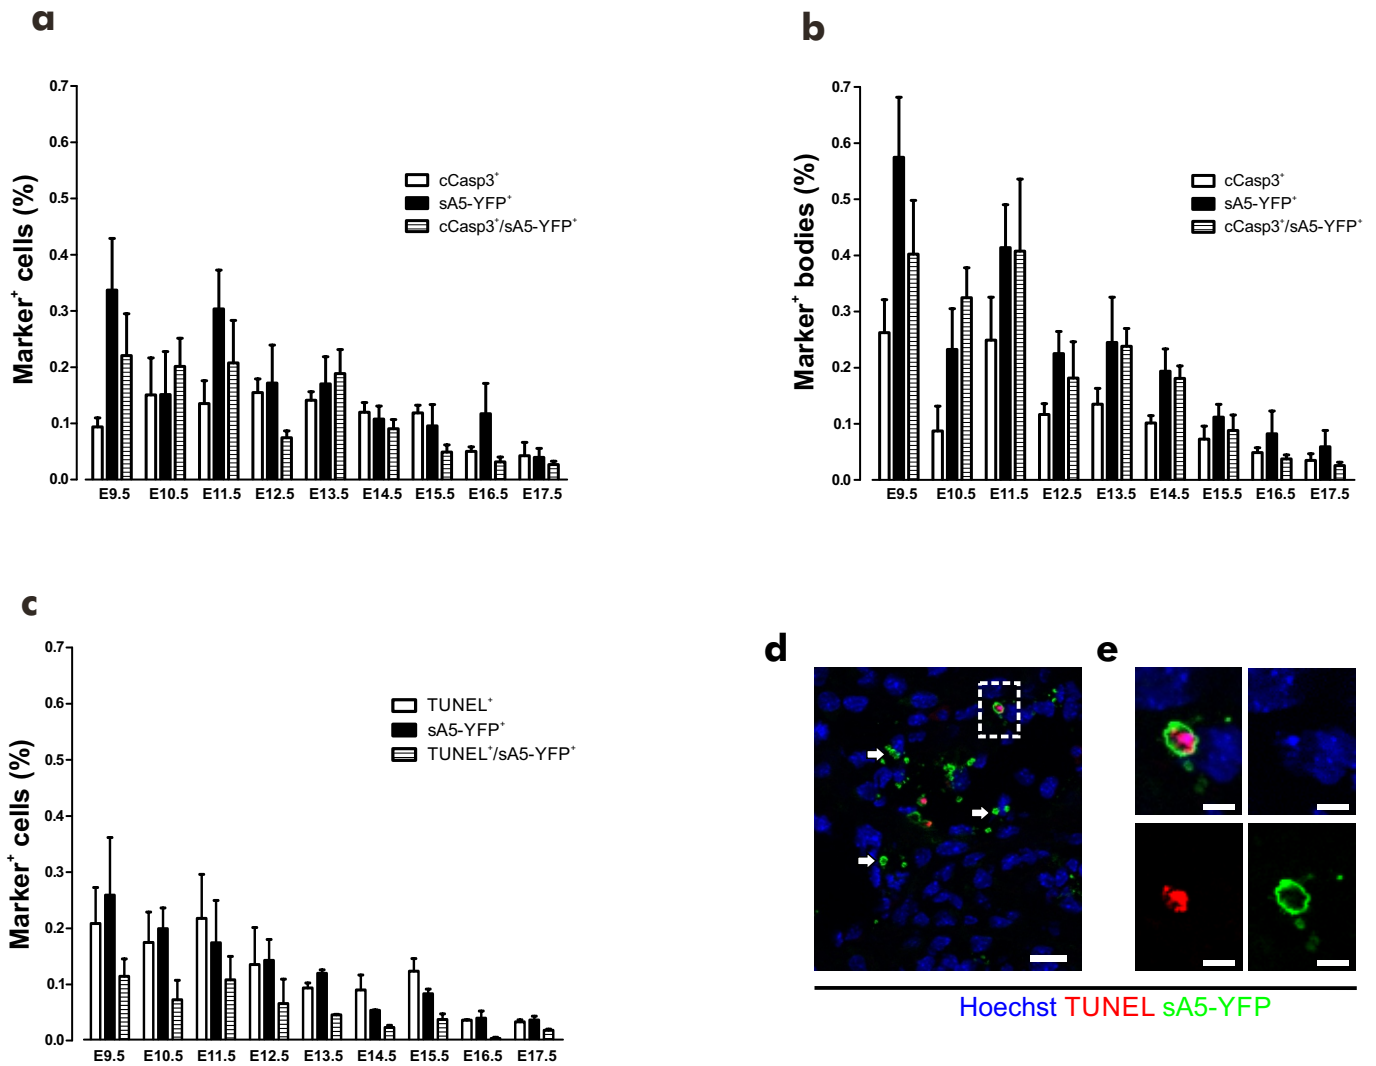 a
0.7
0.6
0.5
0.4
0.3
0.2
0.1
0.0
Marker⁺ cells (%)
cCasp3⁺
sA5-YFP⁺
cCasp3⁺/sA5-YFP⁺
E9.5 E10.5 E11.5 E12.5 E13.5 E14.5 E15.5 E16.5 E17.5
b
0.7
0.6
0.5
0.4
0.3
0.2
0.1
0.0
Marker⁺ bodies (%)
cCasp3⁺
sA5-YFP⁺
cCasp3⁺/sA5-YFP⁺
E9.5 E10.5 E11.5 E12.5 E13.5 E14.5 E15.5 E16.5 E17.5
c
0.7
0.6
0.5
0.4
0.3
0.2
0.1
0.0
Marker⁺ cells (%)
TUNEL⁺
sA5-YFP⁺
TUNEL⁺/sA5-YFP⁺
E9.5 E10.5 E11.5 E12.5 E13.5 E14.5 E15.5 E16.5 E17.5
d
e
Hoechst TUNEL sA5-YFP